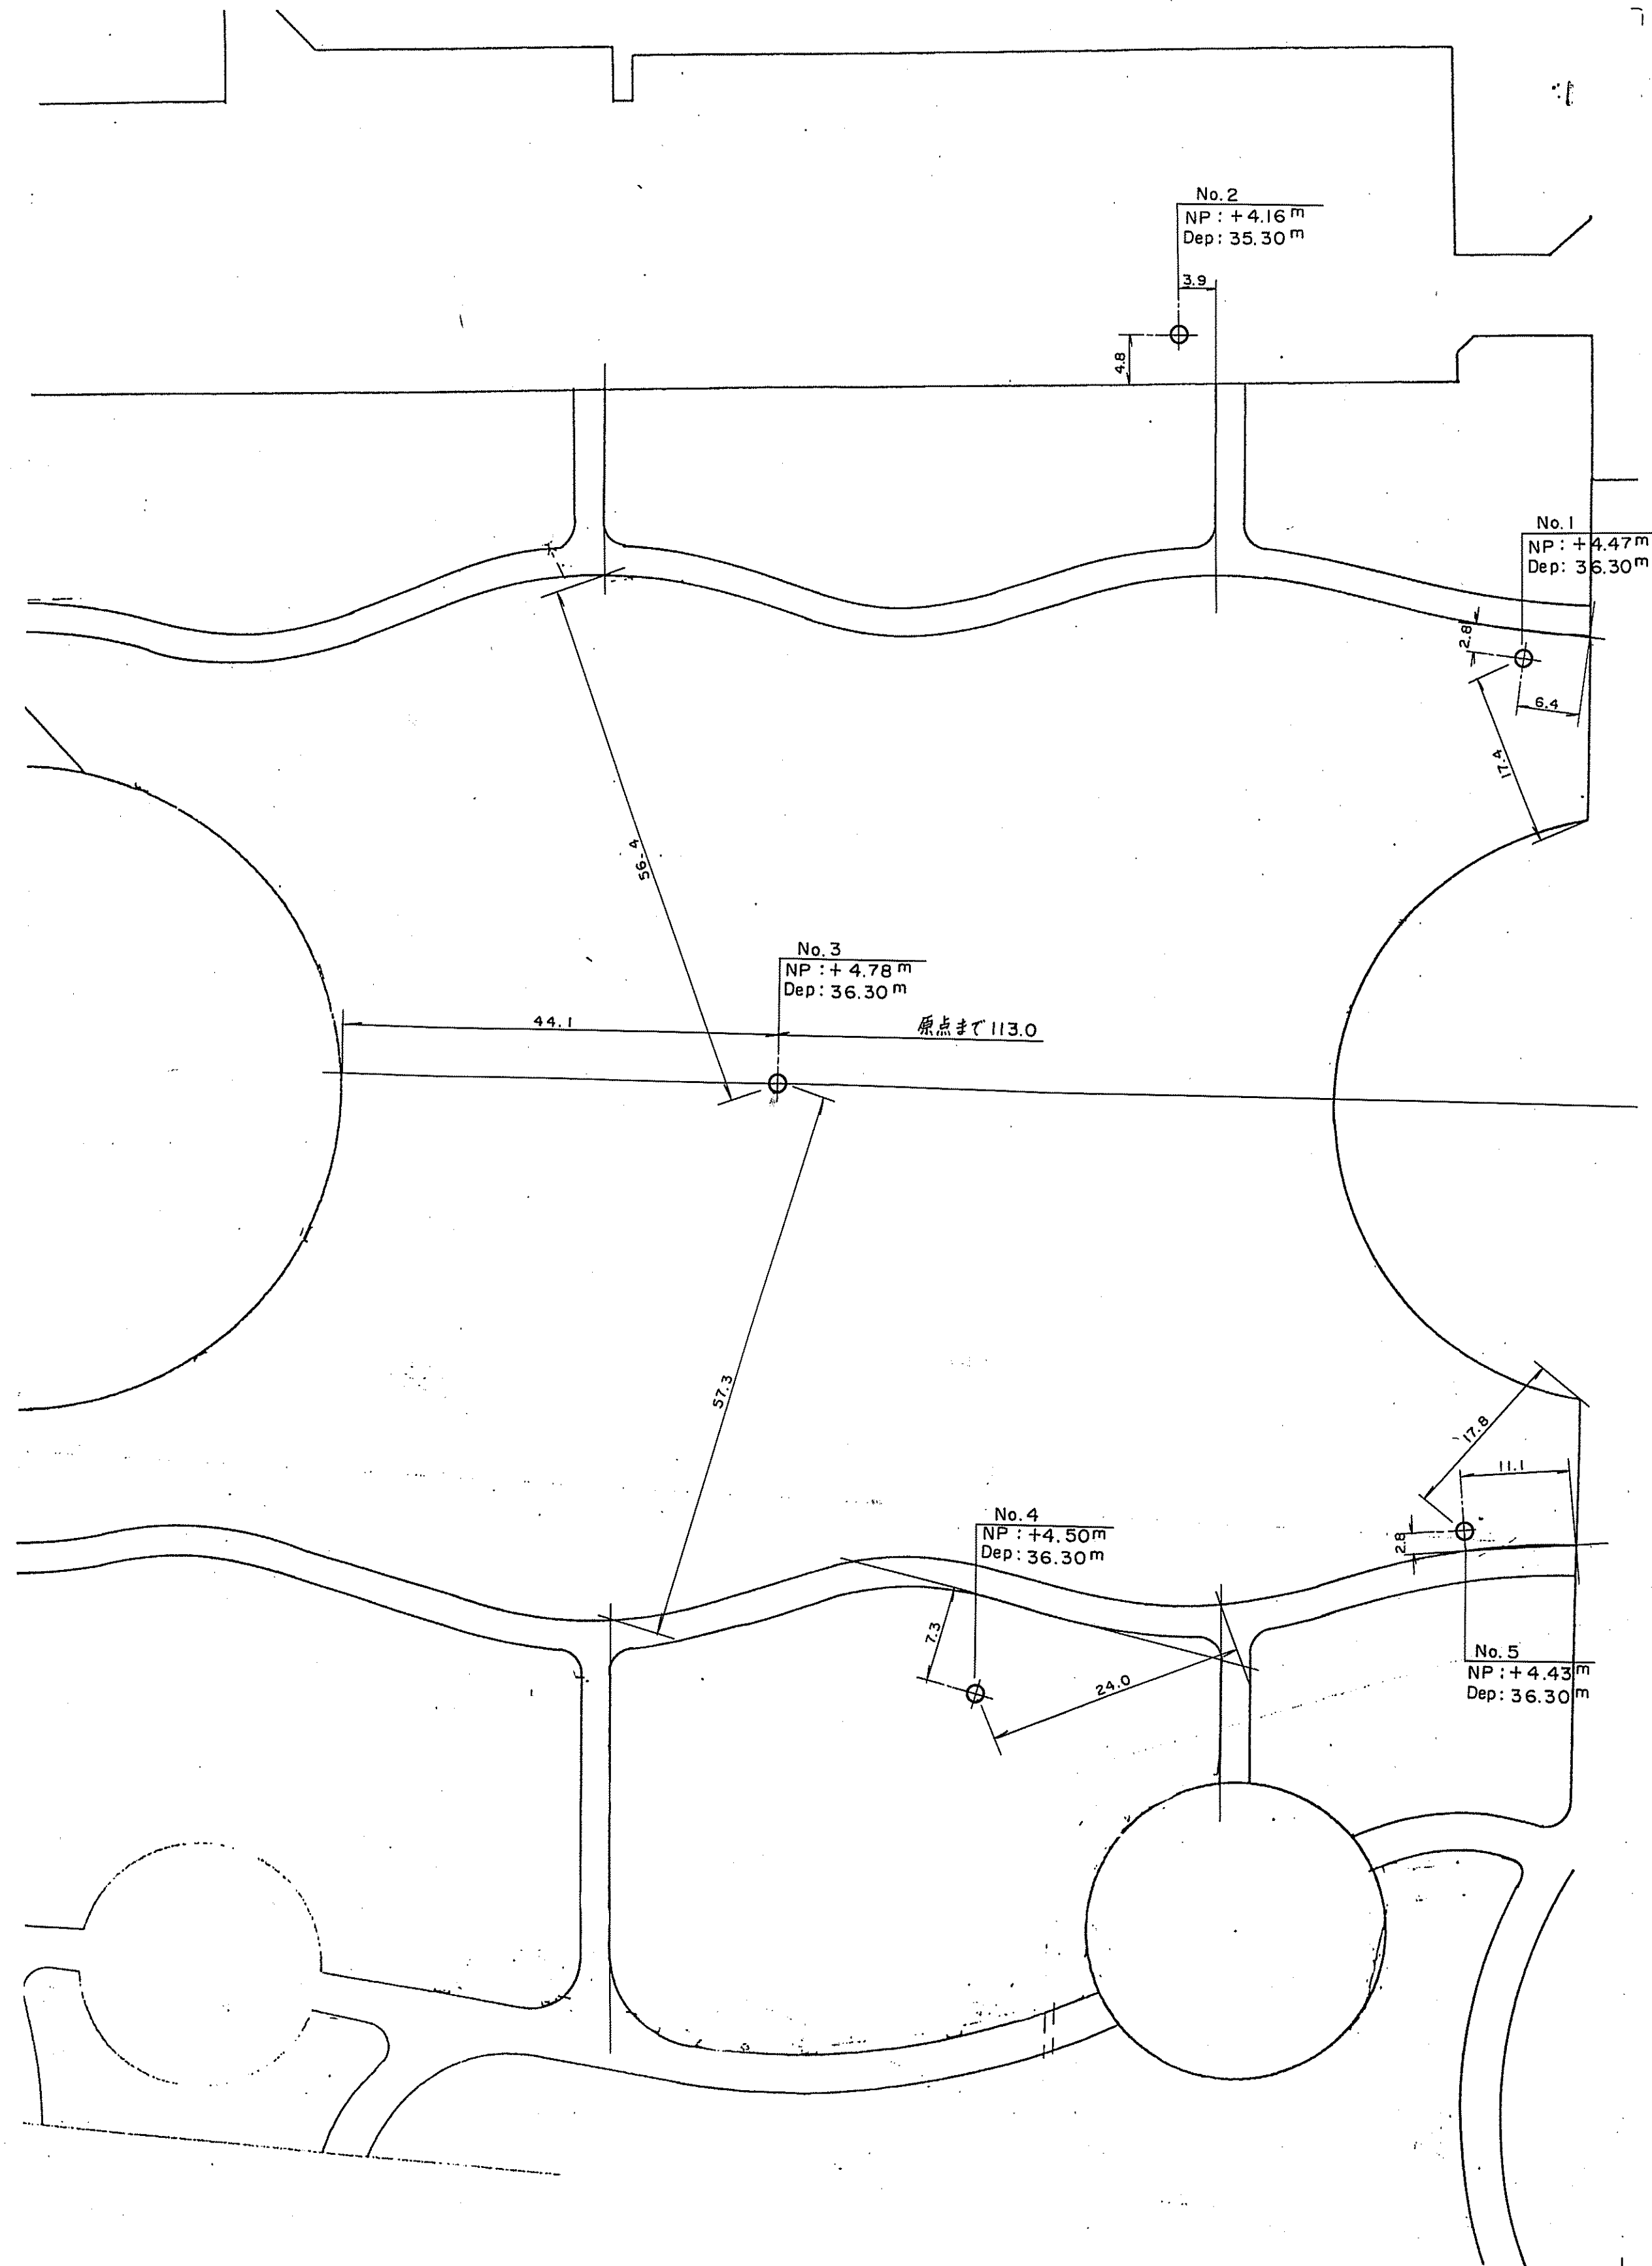 No.2
NP : +4.16 m
Dep: 35.30 m
3.9
4.8
No.1
NP : +4.47 m
Dep: 36.30 m
2.8
6.4
17.4
56.4
No.3
NP : + 4.78 m
Dep: 36.30 m
44.1
原点まで 113.0
57.3
17.8
11.1
2.8
No.4
NP : +4.50 m
Dep: 36.30 m
7.3
24.0
No.5
NP : +4.43 m
Dep: 36.30 m